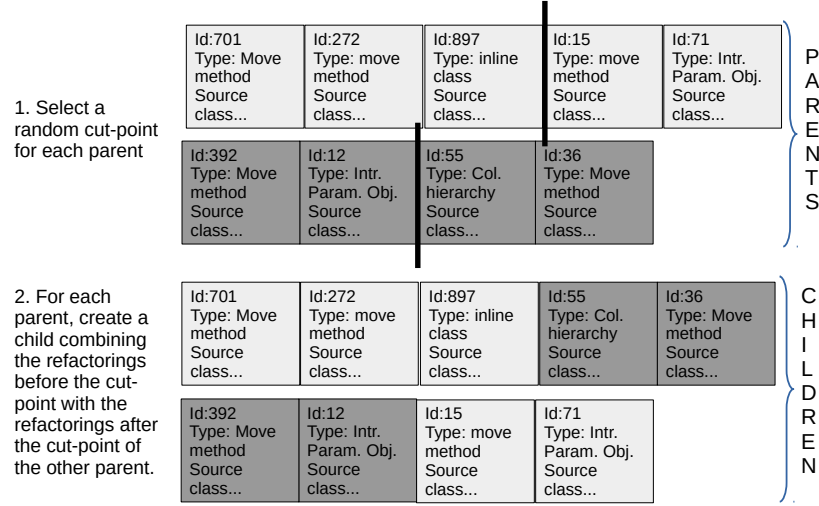 1. Select a
random cut-point
for each parent
Id:701
Type: Move
method
Source
class...
Id:272
Type: move
method
Source
class...
Id:897
Type: inline
class
Source
class...
Id:15
Type: move
method
Source
class...
Id:71
Type: Intr.
Param. Obj.
Source
class...
Id:392
Type: Move
method
Source
class...
Id:12
Type: Intr.
Param. Obj.
Source
class...
Id:55
Type: Col.
hierarchy
Source
class...
Id:36
Type: Move
method
Source
class...
PARENTS
2. For each
parent, create a
child combining
the refactorings
before the cut-
point with the
refactorings after
the cut-point of
the other parent.
Id:701
Type: Move
method
Source
class...
Id:272
Type: move
method
Source
class...
Id:897
Type: inline
class
Source
class...
Id:55
Type: Col.
hierarchy
Source
class...
Id:36
Type: Move
method
Source
class...
Id:392
Type: Move
method
Source
class...
Id:12
Type: Intr.
Param. Obj.
Source
class...
Id:15
Type: move
method
Source
class...
Id:71
Type: Intr.
Param. Obj.
Source
class...
CHILDREN